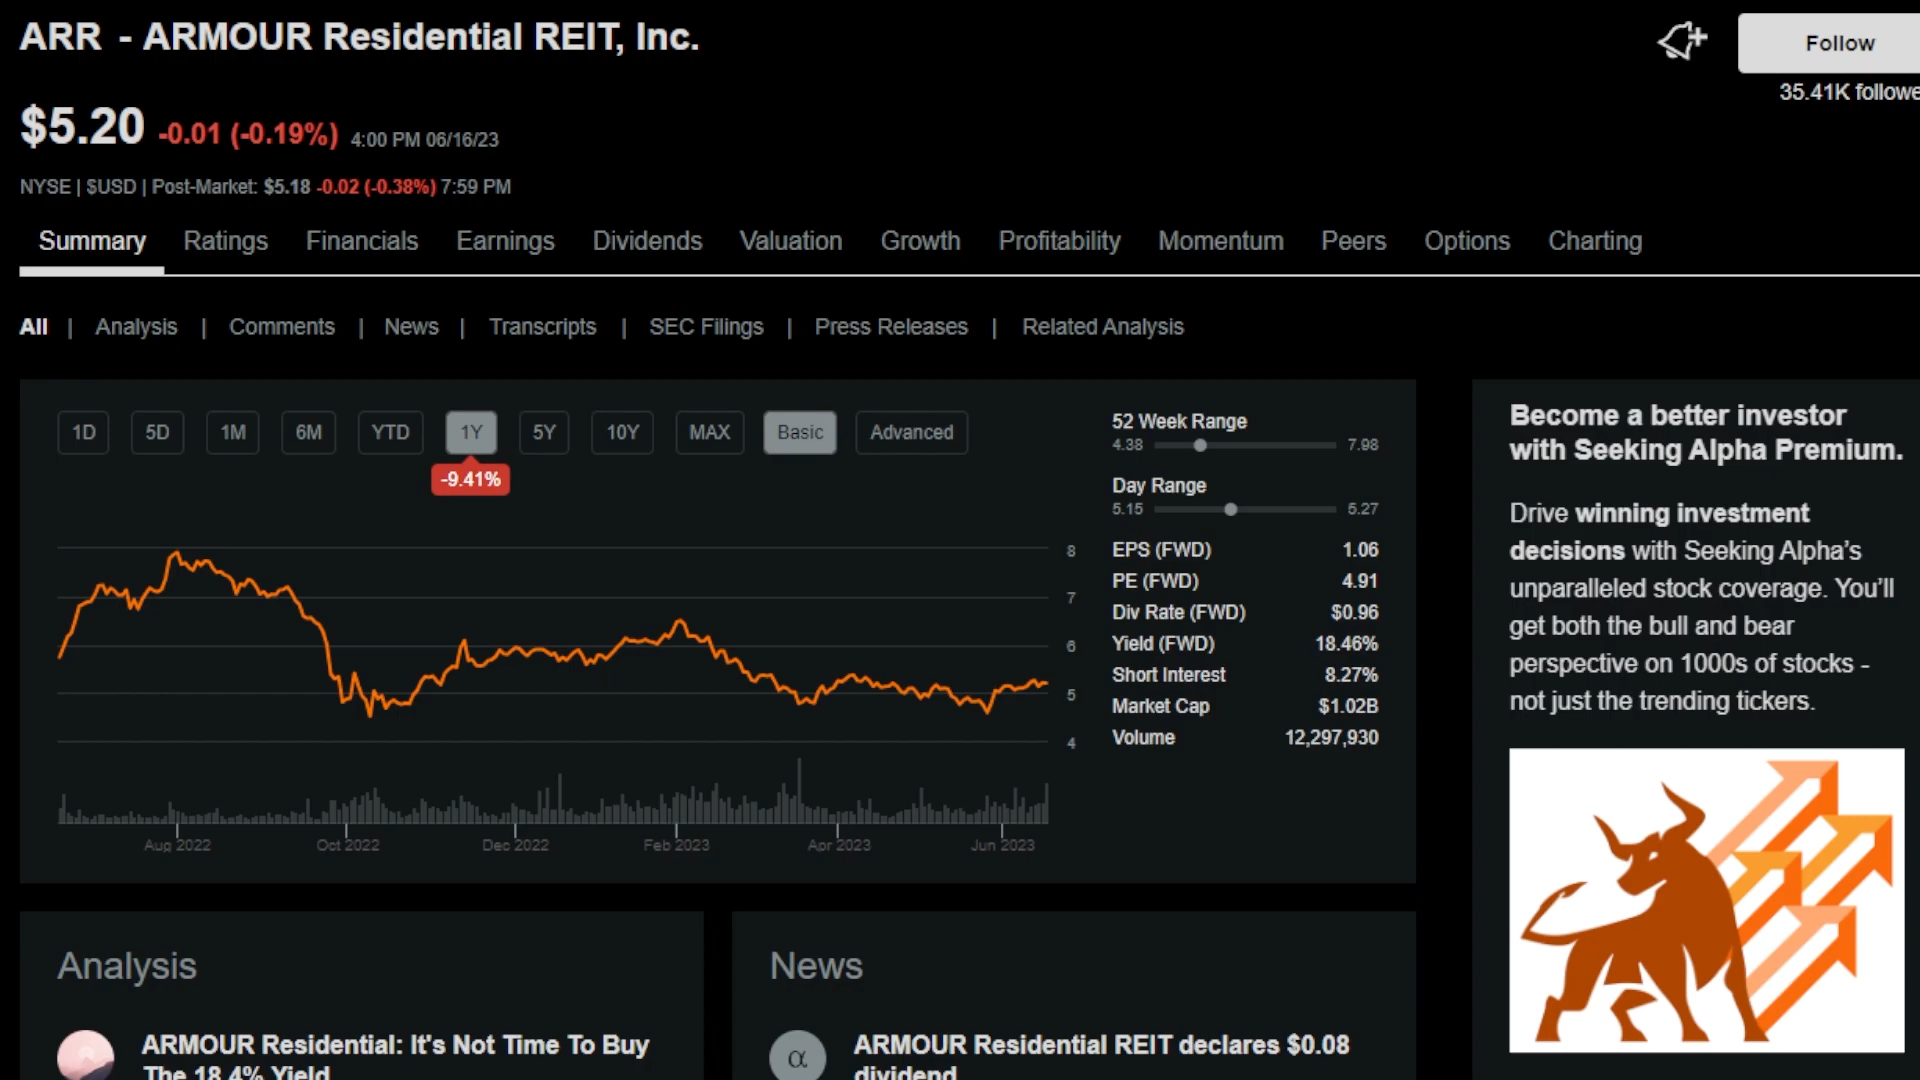 ARR - ARMOUR Residential REIT, Inc.
Follow
35.41K followe
$5.20 -0.01 (-0.19%) 4:00 PM 06/16/23
NYSE | $USD | Post-Market: $5.18 -0.02 (-0.38%) 7:59 PM
Summary Ratings Financials Earnings Dividends Valuation Growth Profitability Momentum Peers Options Charting
All | Analysis | Comments | News | Transcripts | SEC Filings | Press Releases | Related Analysis
1D 5D 1M 6M YTD 1Y 5Y 10Y MAX Basic Advanced
-9.41%
8
7
6
5
4
Aug 2022 Oct 2022 Dec 2022 Feb 2023 Apr 2023 Jun 2023
52 Week Range
4.38 7.98
Day Range
5.15 5.27
EPS (FWD) 1.06
PE (FWD) 4.91
Div Rate (FWD) $0.96
Yield (FWD) 18.46%
Short Interest 8.27%
Market Cap $1.02B
Volume 12,297,930
Become a better investor
with Seeking Alpha Premium.
Drive winning investment
decisions with Seeking Alpha's
unparalleled stock coverage. You'll
get both the bull and bear
perspective on 1000s of stocks -
not just the trending tickers.
Analysis
ARMOUR Residential: It's Not Time To Buy
The 18.4% Yield
News
α
ARMOUR Residential REIT declares $0.08
dividend